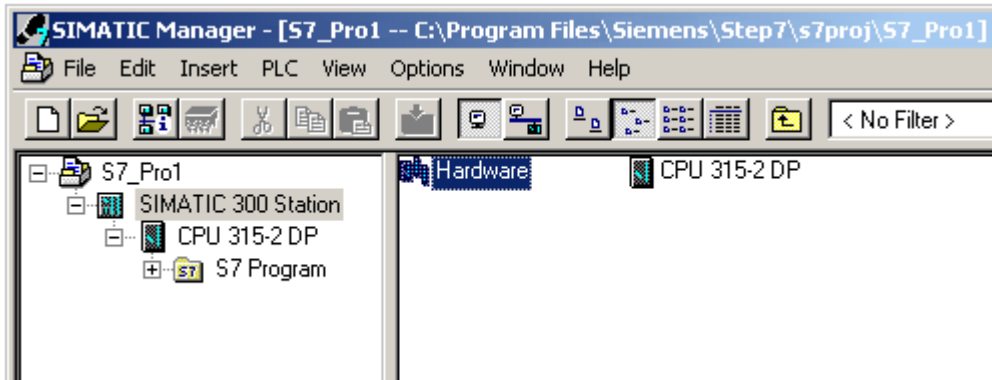 SIMATIC Manager - [S7_Pro1 -- C:\Program Files\Siemens\Step7\s7proj\S7_Pro1]
File Edit Insert PLC View Options Window Help
< No Filter >
S7_Pro1
SIMATIC 300 Station
CPU 315-2 DP
S7 Program
Hardware
CPU 315-2 DP